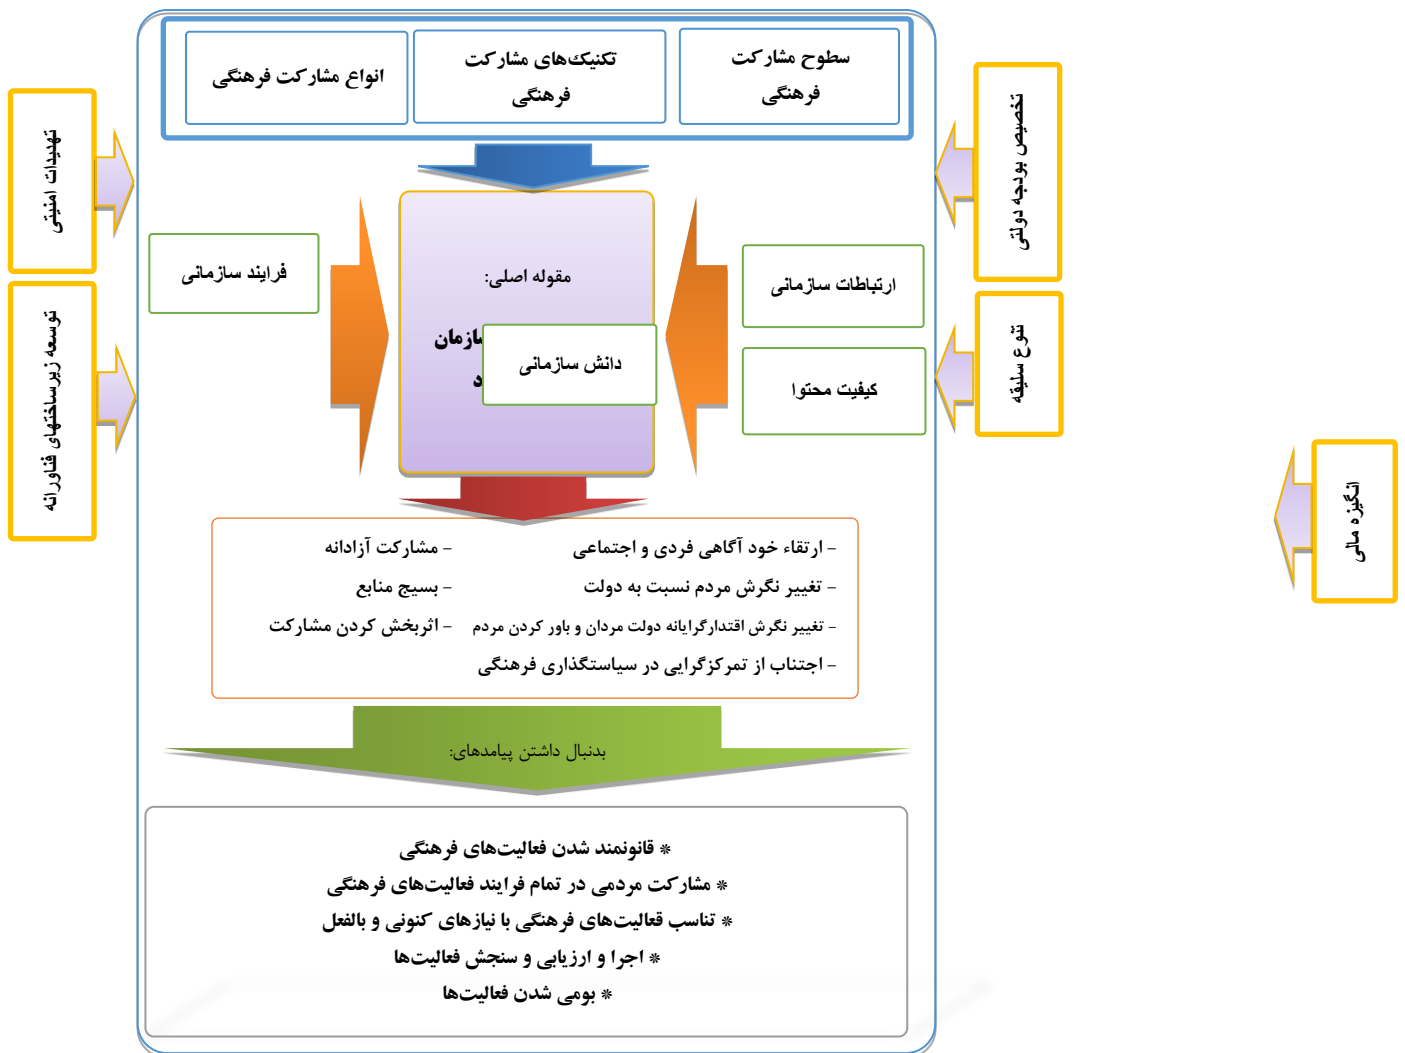 سطوح مشارکت
فرهنگی
تکنیک‌های مشارکت
فرهنگی
انواع مشارکت فرهنگی
تخصیص بودجه دولتی
تهدیدات امنیتی
مقوله اصلی:
ارتباطات سازمانی
فرایند سازمانی
دانش سازمانی
کیفیت محتوا
تنوع سلیقه
توسعه زیرساختهای فناورانه
انگیزه مالی
- ارتقاء خود آگاهی فردی و اجتماعی - مشارکت آزادانه
- تغییر نگرش مردم نسبت به دولت - بسیج منابع
- تغییر نگرش اقتدارگرایانه دولت مردان و باور کردن مردم - اثربخش کردن مشارکت
- اجتناب از تمرکزگرایی در سیاستگذاری فرهنگی
بدنبال داشتن پیامدهای:
* قانونمند شدن فعالیت‌های فرهنگی
* مشارکت مردمی در تمام فرایند فعالیت‌های فرهنگی
* تناسب قعالیت‌های فرهنگی با نیازهای کنونی و بالفعل
* اجرا و ارزیابی و سنجش فعالیت‌ها
* بومی شدن فعالیت‌ها